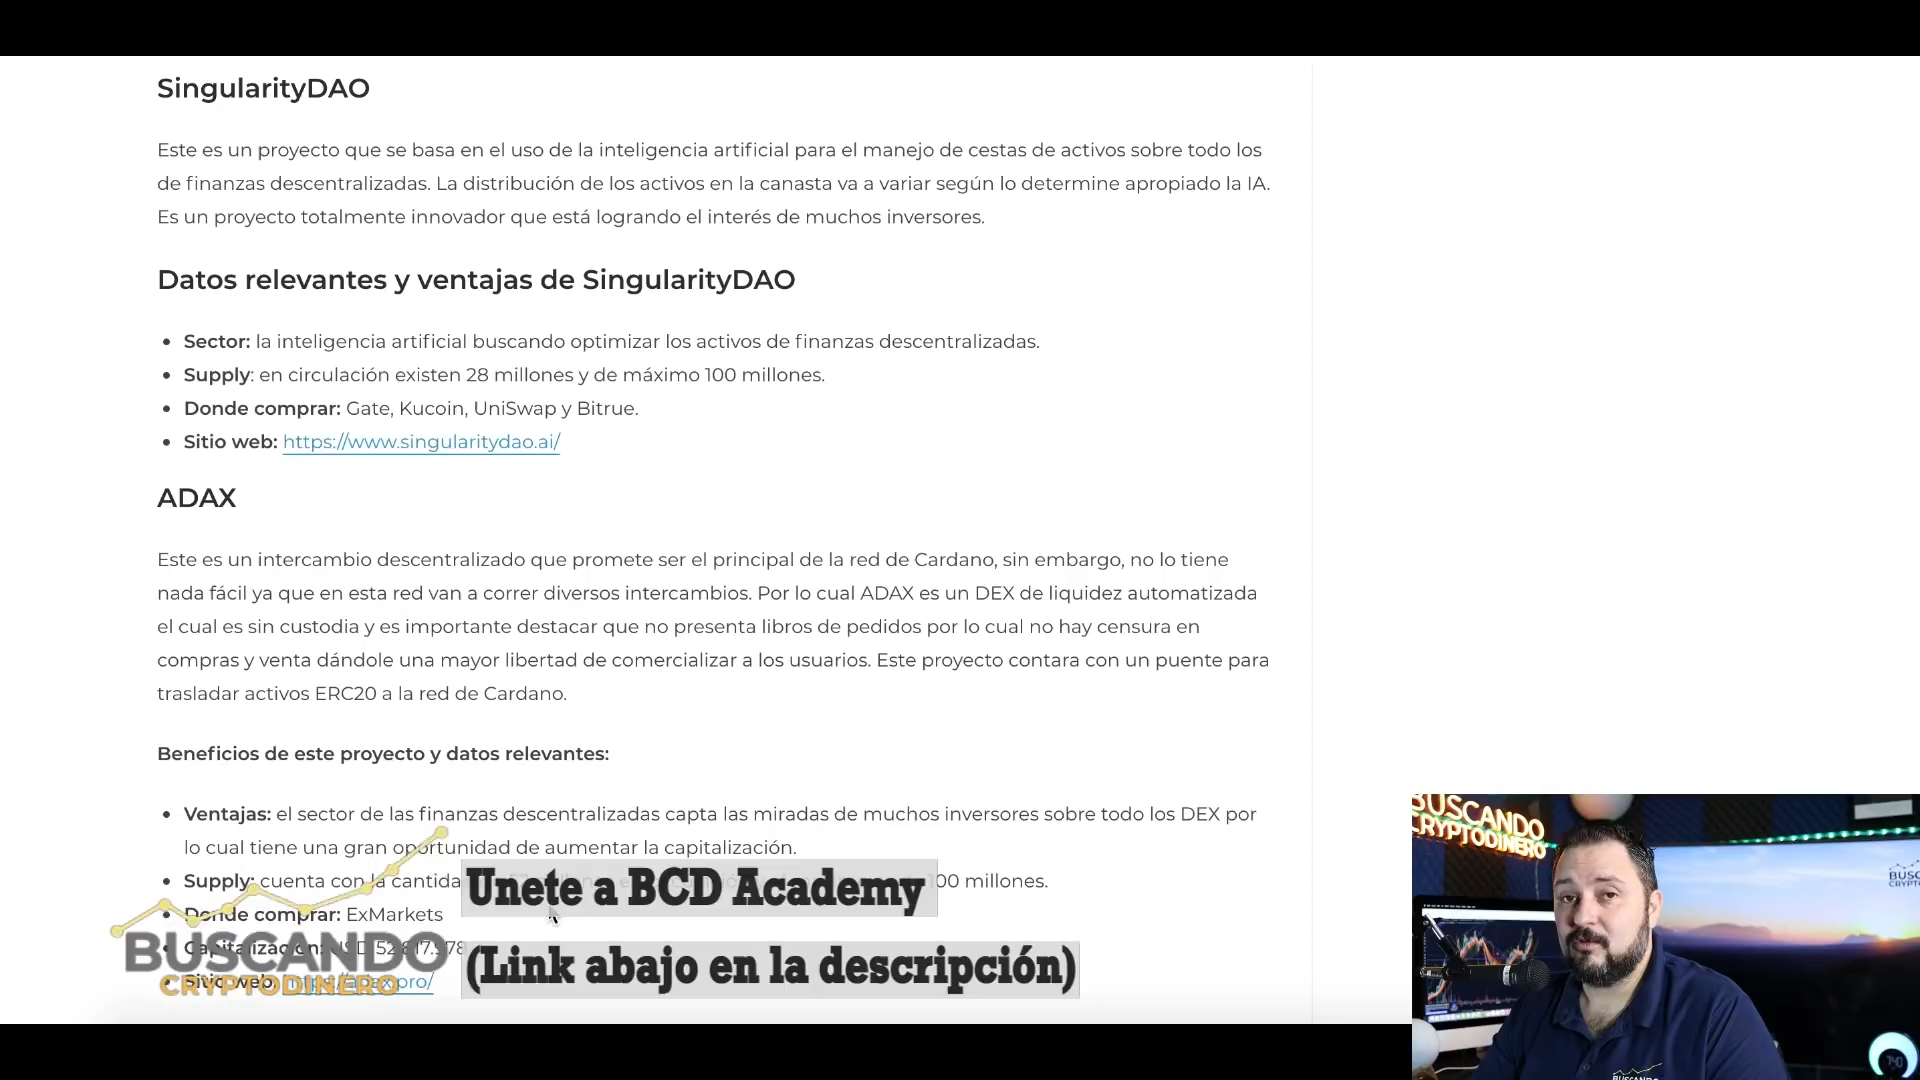 SingularityDAO
Este es un proyecto que se basa en el uso de la inteligencia artificial para el manejo de cestas de activos sobre todo los
de finanzas descentralizadas. La distribución de los activos en la canasta va a variar según lo determine apropiado la IA.
Es un proyecto totalmente innovador que está logrando el interés de muchos inversores.
Datos relevantes y ventajas de SingularityDAO
Sector: la inteligencia artificial buscando optimizar los activos de finanzas descentralizadas.
Supply: en circulación existen 28 millones y de máximo 100 millones.
Donde comprar: Gate, Kucoin, UniSwap y Bitrue.
Sitio web: https://www.singularitydao.ai/
ADAX
Este es un intercambio descentralizado que promete ser el principal de la red de Cardano, sin embargo, no lo tiene
nada fácil ya que en esta red van a correr diversos intercambios. Por lo cual ADAX es un DEX de liquidez automatizada
el cual es sin custodia y es importante destacar que no presenta libros de pedidos por lo cual no hay censura en
compras y venta dándole una mayor libertad de comercializar a los usuarios. Este proyecto contara con un puente para
trasladar activos ERC20 a la red de Cardano.
Beneficios de este proyecto y datos relevantes:
Ventajas: el sector de las finanzas descentralizadas capta las miradas de muchos inversores sobre todo los DEX por
lo cual tiene una gran oportunidad de aumentar la capitalización.
Supply: cuenta con la 100 millones.
Unete a BCD Academy
Donde comprar: ExMarkets
Capitalización: USD
(Link abajo en la descripción)
Sitio web:
BUSCANDO
CRYPTODINERO
BUSCANDO
CRYPTODINERO